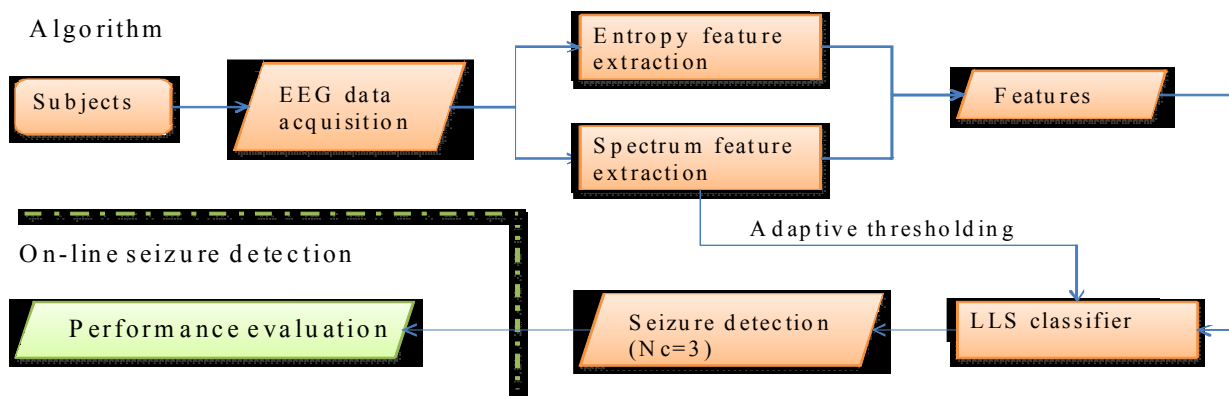 Algorithm
Subjects
EEG data
acquisition
Entropy feature
extraction
Spectrum feature
extraction
Features
Adaptive thresholding
LLS classifier
Seizure detection
(Nc=3)
On-line seizure detection
Performance evaluation